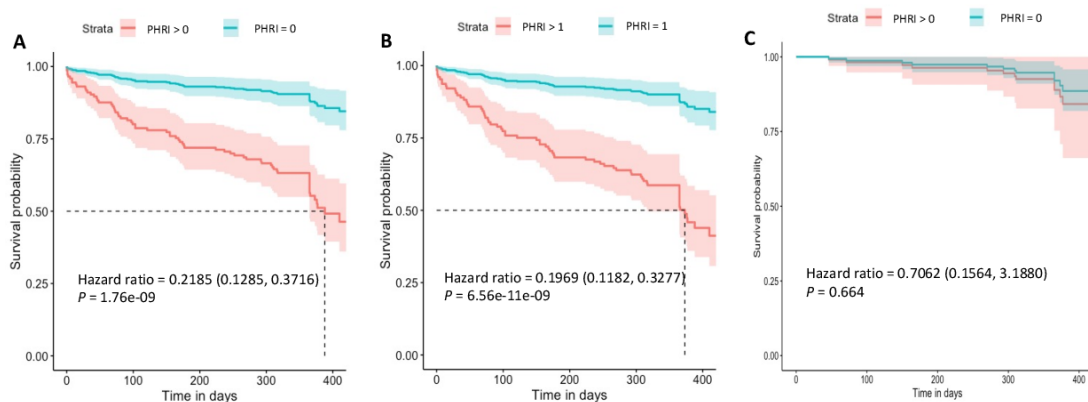 A
Strata PHRI > 0 PHRI = 0
Survival probability
1.00
0.75
0.50
0.25
0.00
Hazard ratio = 0.2185 (0.1285, 0.3716)
P = 1.76e-09
0 100 200 300 400
Time in days
B
Strata PHRI > 1 PHRI = 1
Survival probability
1.00
0.75
0.50
0.25
0.00
Hazard ratio = 0.1969 (0.1182, 0.3277)
P = 6.56e-11e-09
0 100 200 300 400
Time in days
C
Strata PHRI > 0 PHRI = 0
Survival probability
1.00
0.75
0.50
0.25
0.00
Hazard ratio = 0.7062 (0.1564, 3.1880)
P = 0.664
0 100 200 300 400
Time in days